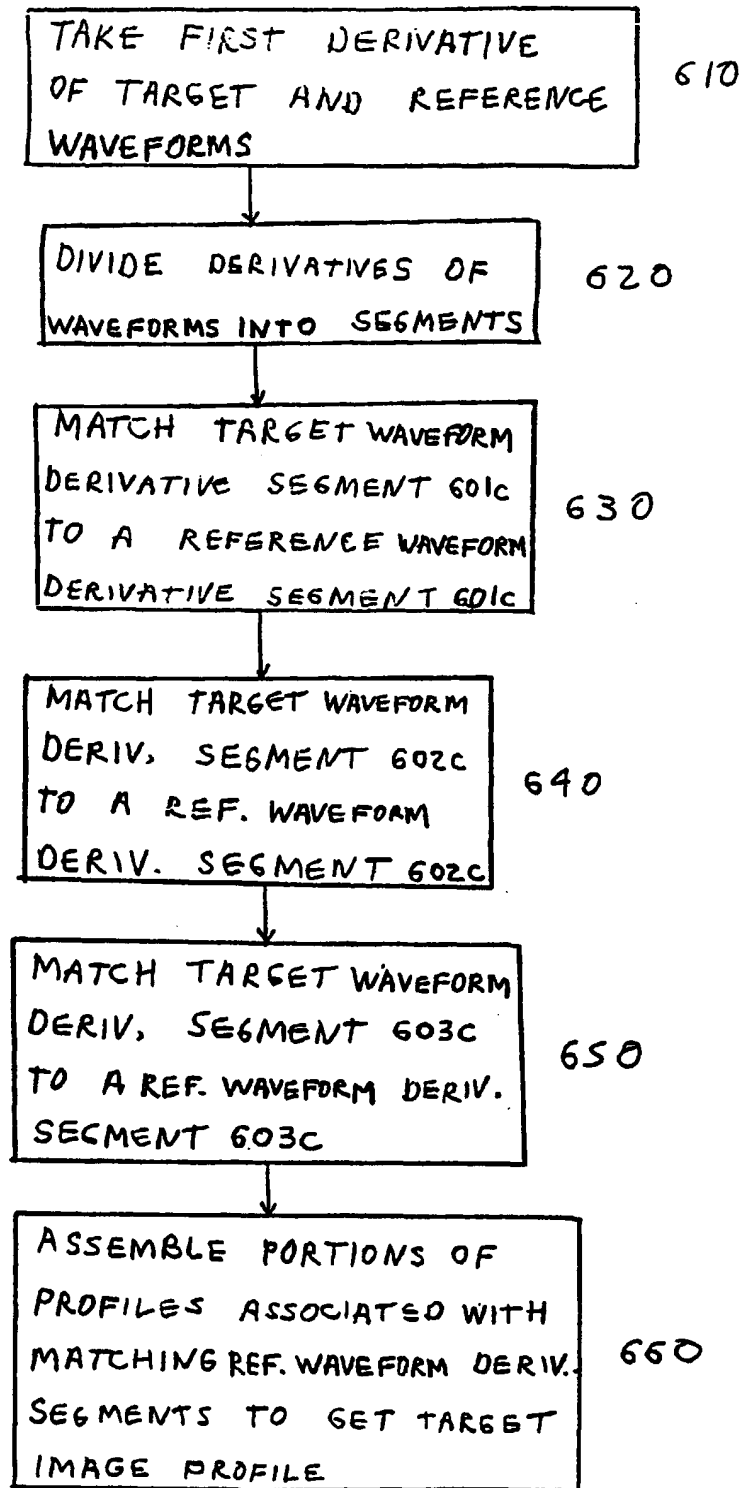 TAKE FIRST DERIVATIVE
OF TARGET AND REFERENCE
WAVEFORMS
610
DIVIDE DERIVATIVES OF
WAVEFORMS INTO SEGMENTS
620
MATCH TARGET WAVEFORM
DERIVATIVE SEGMENT 601c
TO A REFERENCE WAVEFORM
DERIVATIVE SEGMENT 601c
630
MATCH TARGET WAVEFORM
DERIV. SEGMENT 602C
TO A REF. WAVEFORM
DERIV. SEGMENT 602C
640
MATCH TARGET WAVEFORM
DERIV. SEGMENT 603C
TO A REF. WAVEFORM DERIV.
SEGMENT 603C
650
ASSEMBLE PORTIONS OF
PROFILES ASSOCIATED WITH
MATCHING REF. WAVEFORM DERIV.
SEGMENTS TO GET TARGET
IMAGE PROFILE
660